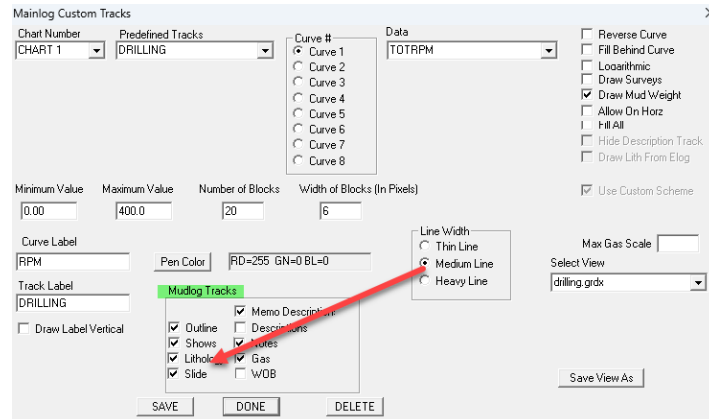 Mainlog Custom Tracks
Chart Number
Predefined Tracks
CHART 1
DRILLING
Curve #
Curve 1
Curve 2
Curve 3
Curve 4
Curve 5
Curve 6
Curve 7
Curve 8
Data
TOTRPM
Reverse Curve
Fill Behind Curve
Logarithmic
Draw Surveys
Draw Mud Weight
Allow On Horz
Fill All
Hide Description Track
Draw Lith From Elog
Use Custom Scheme
Minimum Value
Maximum Value
Number of Blocks
Width of Blocks (In Pixels)
0.00
400.0
20
6
Curve Label
RPM
Pen Color
RD=255 GN=0 BL=0
Line Width
Thin Line
Medium Line
Heavy Line
Max Gas Scale
Select View
drilling.grdx
Track Label
DRILLING
Draw Label Vertical
Mudlog Tracks
Memo Description
Outline
Descriptions
Shows
Notes
Lithology
Gas
Slide
WOB
Save View As
SAVE
DONE
DELETE